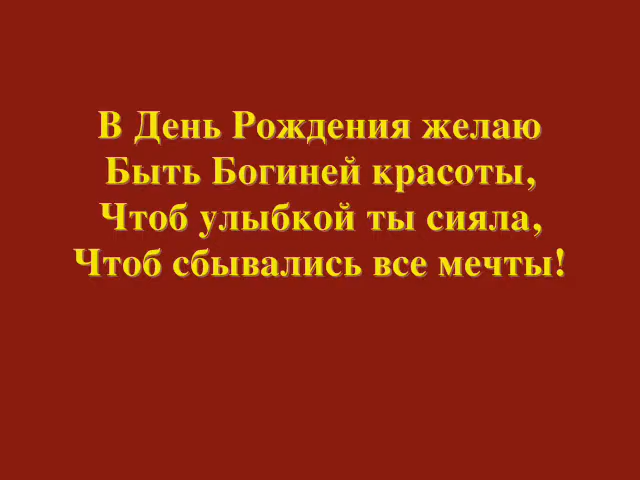 В День Рождения желаю
Быть Богиней красоты,
Чтоб улыбкой ты сияла,
Чтоб сбывались все мечты!